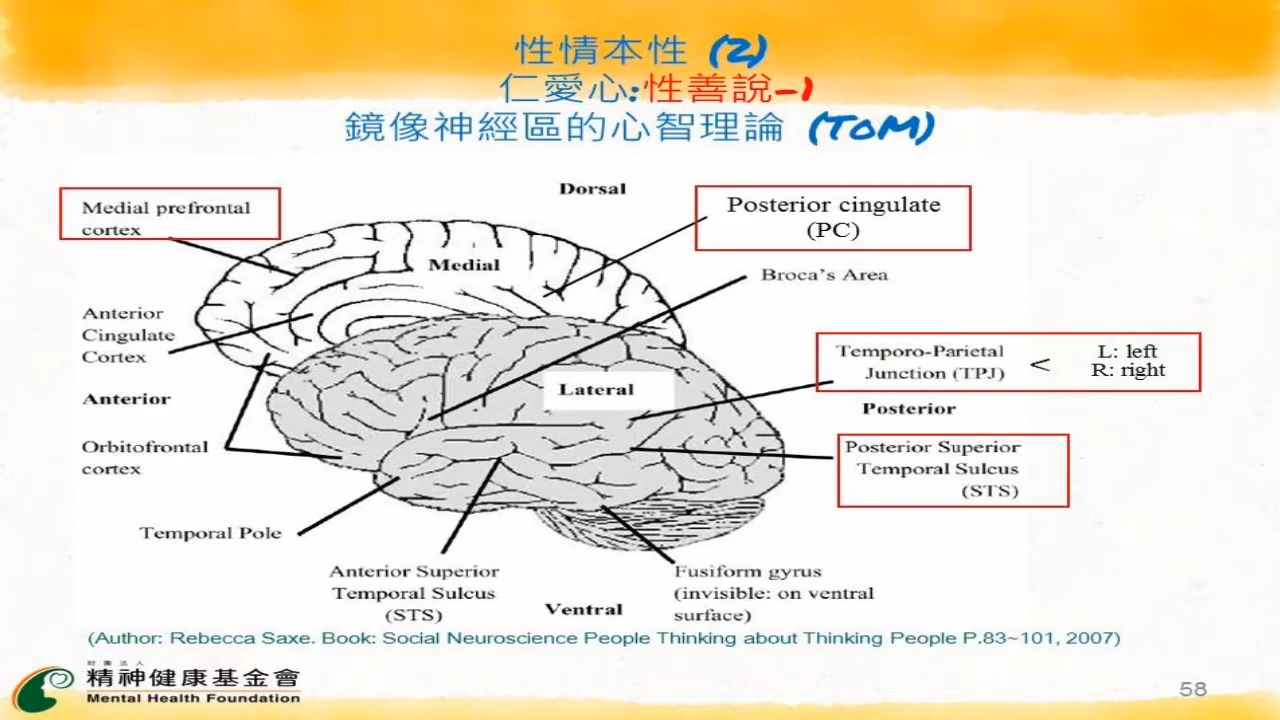 性情本性 (2)
仁愛心:性善說-1
鏡像神經區的心智理論 (ToM)
Dorsal
Medial prefrontal
cortex
Posterior cingulate
(PC)
Medial
Broca's Area
Anterior
Cingulate
Cortex
Temporo-Parietal
Junction (TPJ)
<
L: left
R: right
Lateral
Anterior
Posterior
Orbitofrontal
cortex
Posterior Superior
Temporal Sulcus
(STS)
Temporal Pole
Anterior Superior
Temporal Sulcus
(STS)
Ventral
Fusiform gyrus
(invisible: on ventral
surface)
(Author: Rebecca Saxe. Book: Social Neuroscience People Thinking about Thinking People P.83~101, 2007)
財團法人
精神健康基金會
Mental Health Foundation
58